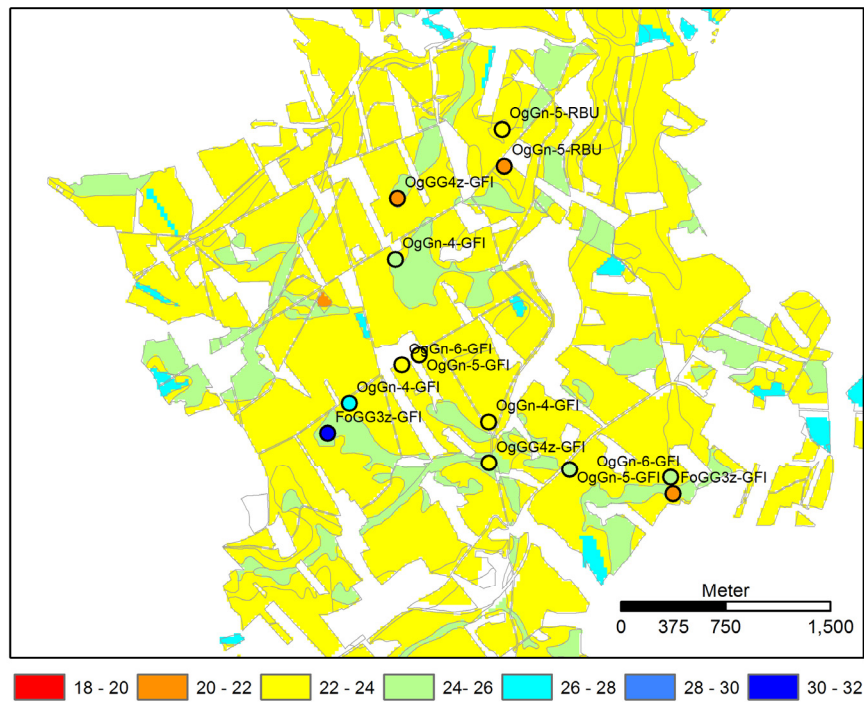 OgGn-5-RBU
OgGn-5-RBU
OgGG4z-GFI
OgGn-4-GFI
OgGn-6-GFI
OgGn-5-GFI
OgGn-4-GFI
FoGG3z-GFI
OgGn-4-GFI
OgGG4z-GFI
OgGn-6-GFI
OgGn-5-GFI FoGG3z-GFI
Meter
0 375 750 1,500
18 - 20 20 - 22 22 - 24 24- 26 26 - 28 28 - 30 30 - 32